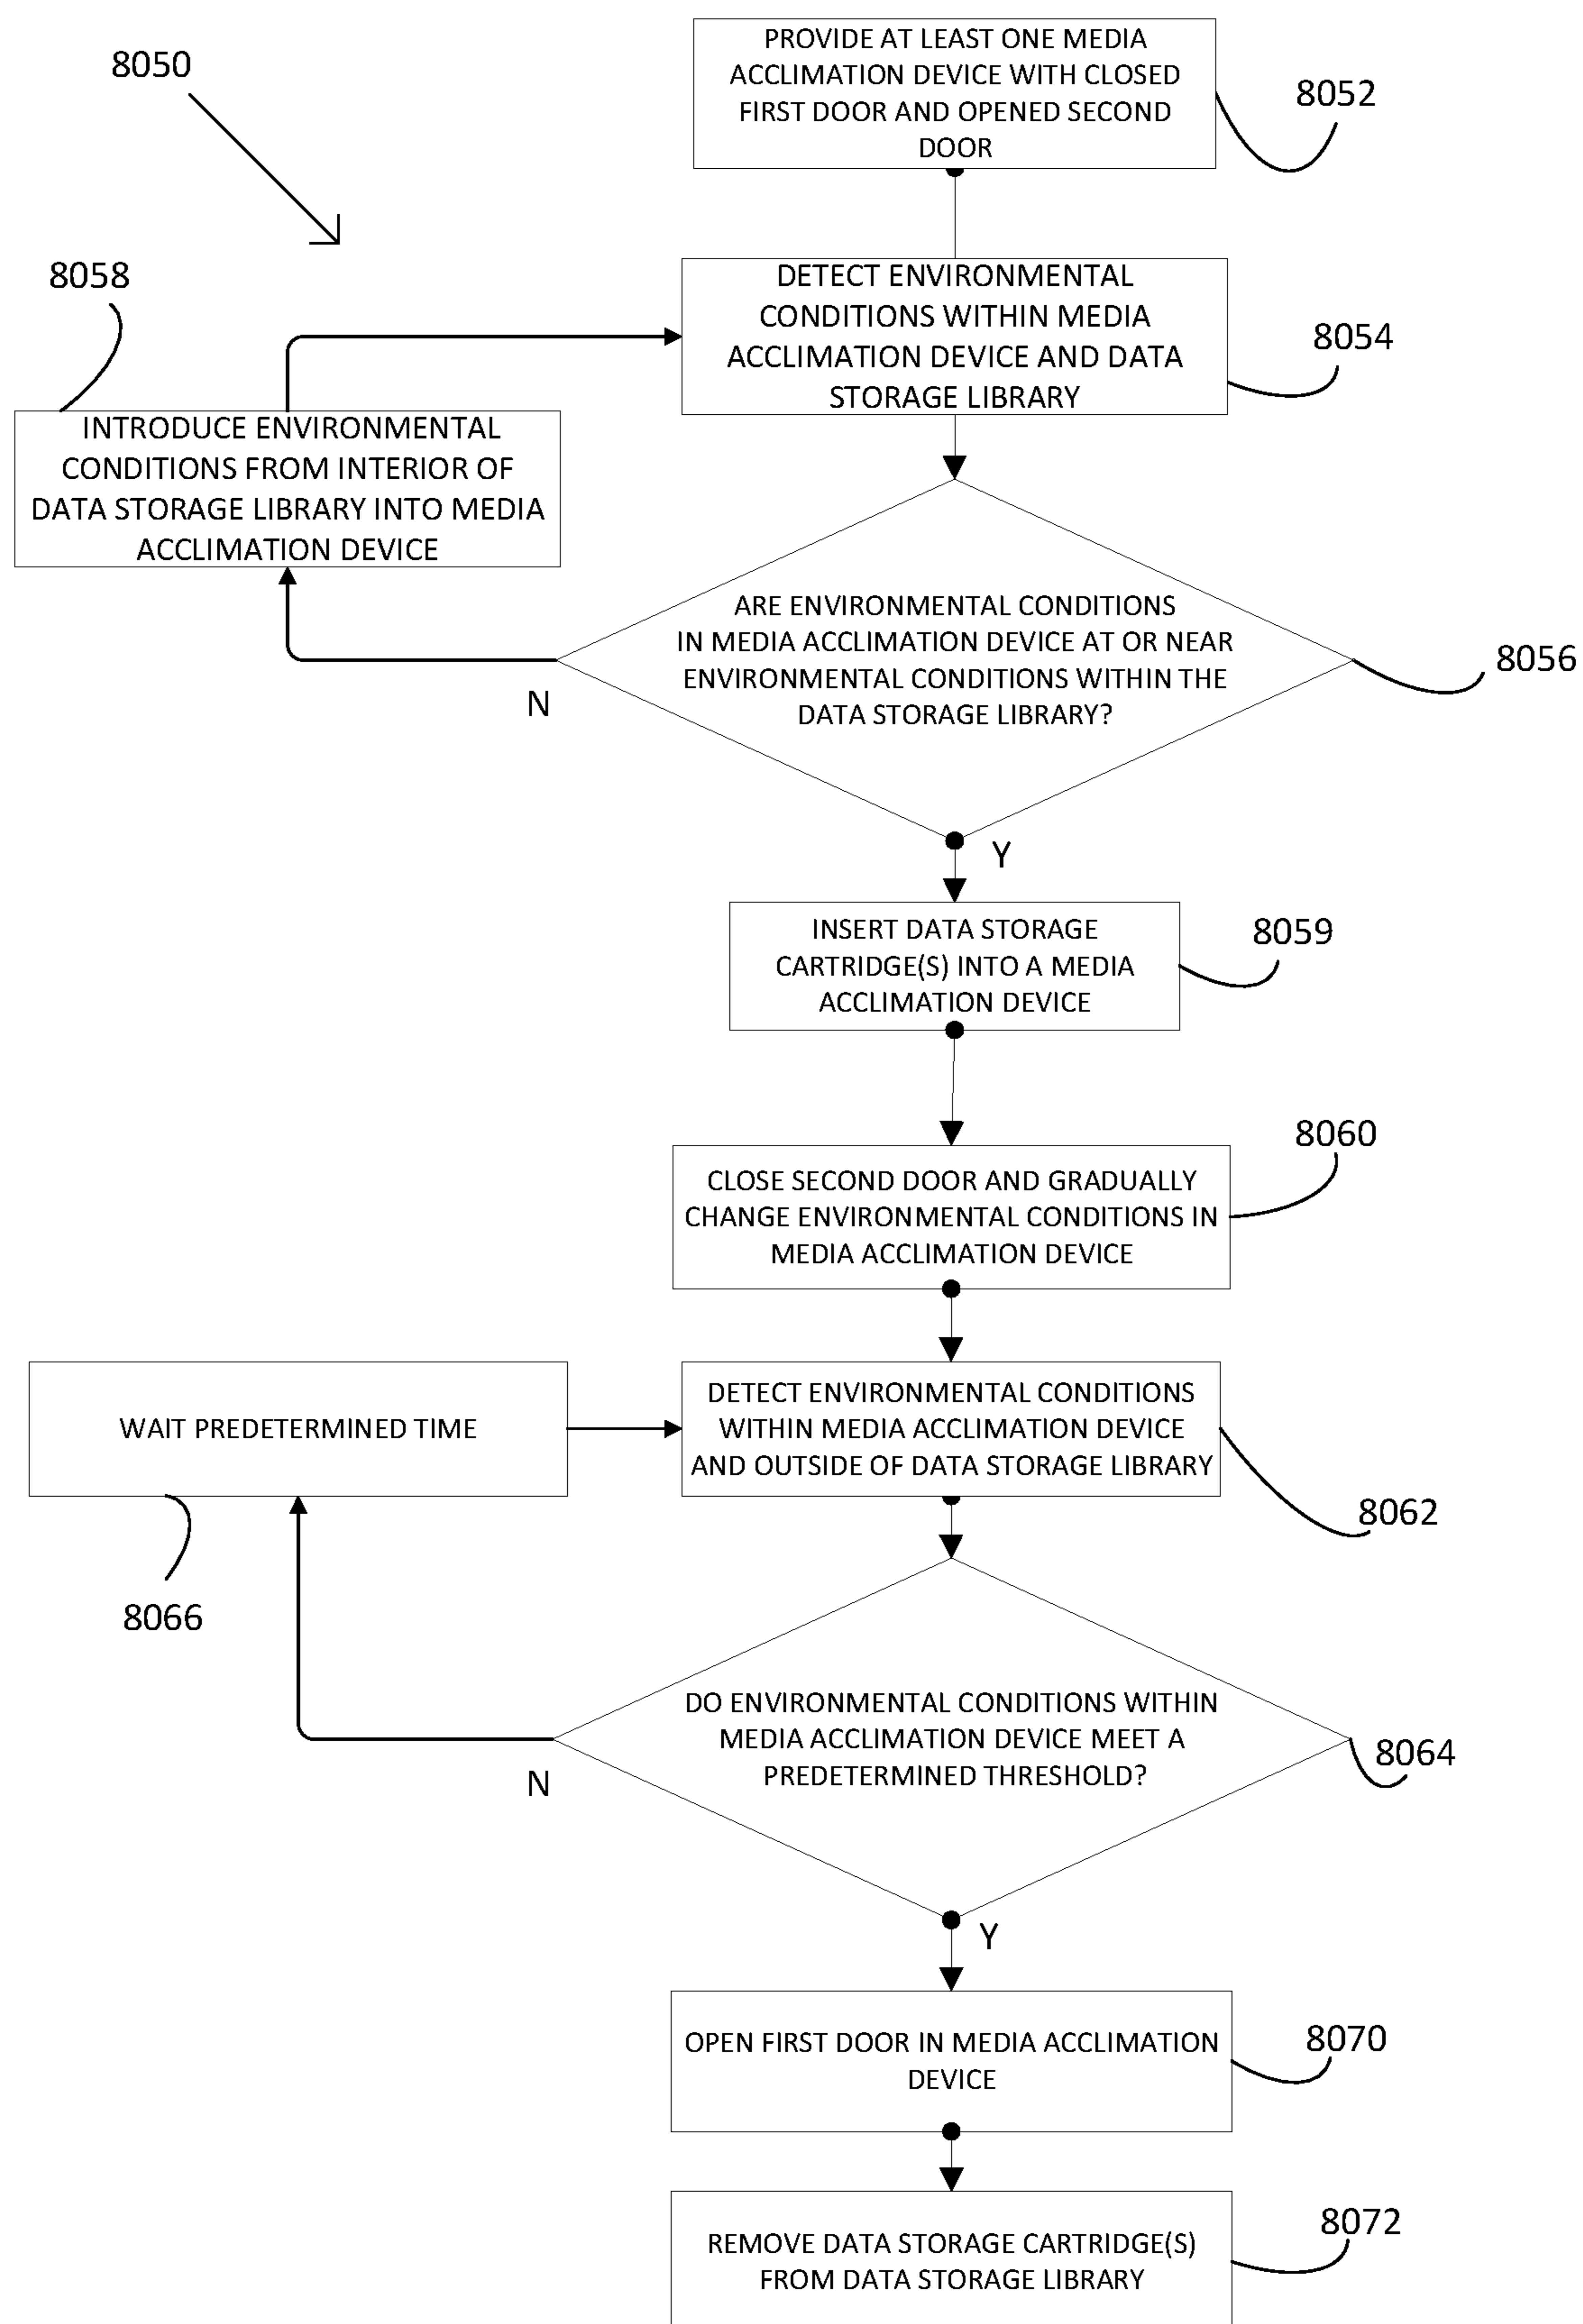 8050
PROVIDE AT LEAST ONE MEDIA
ACCLIMATION DEVICE WITH CLOSED
FIRST DOOR AND OPENED SECOND
DOOR
8052
DETECT ENVIRONMENTAL
CONDITIONS WITHIN MEDIA
ACCLIMATION DEVICE AND DATA
STORAGE LIBRARY
8054
8058
INTRODUCE ENVIRONMENTAL
CONDITIONS FROM INTERIOR OF
DATA STORAGE LIBRARY INTO MEDIA
ACCLIMATION DEVICE
ARE ENVIRONMENTAL CONDITIONS
IN MEDIA ACCLIMATION DEVICE AT OR NEAR
ENVIRONMENTAL CONDITIONS WITHIN THE
DATA STORAGE LIBRARY?
8056
N
Y
INSERT DATA STORAGE
CARTRIDGE(S) INTO A MEDIA
ACCLIMATION DEVICE
8059
CLOSE SECOND DOOR AND GRADUALLY
CHANGE ENVIRONMENTAL CONDITIONS IN
MEDIA ACCLIMATION DEVICE
8060
WAIT PREDETERMINED TIME
8066
DETECT ENVIRONMENTAL CONDITIONS
WITHIN MEDIA ACCLIMATION DEVICE
AND OUTSIDE OF DATA STORAGE LIBRARY
8062
DO ENVIRONMENTAL CONDITIONS WITHIN
MEDIA ACCLIMATION DEVICE MEET A
PREDETERMINED THRESHOLD?
8064
N
Y
OPEN FIRST DOOR IN MEDIA ACCLIMATION
DEVICE
8070
REMOVE DATA STORAGE CARTRIDGE(S)
FROM DATA STORAGE LIBRARY
8072